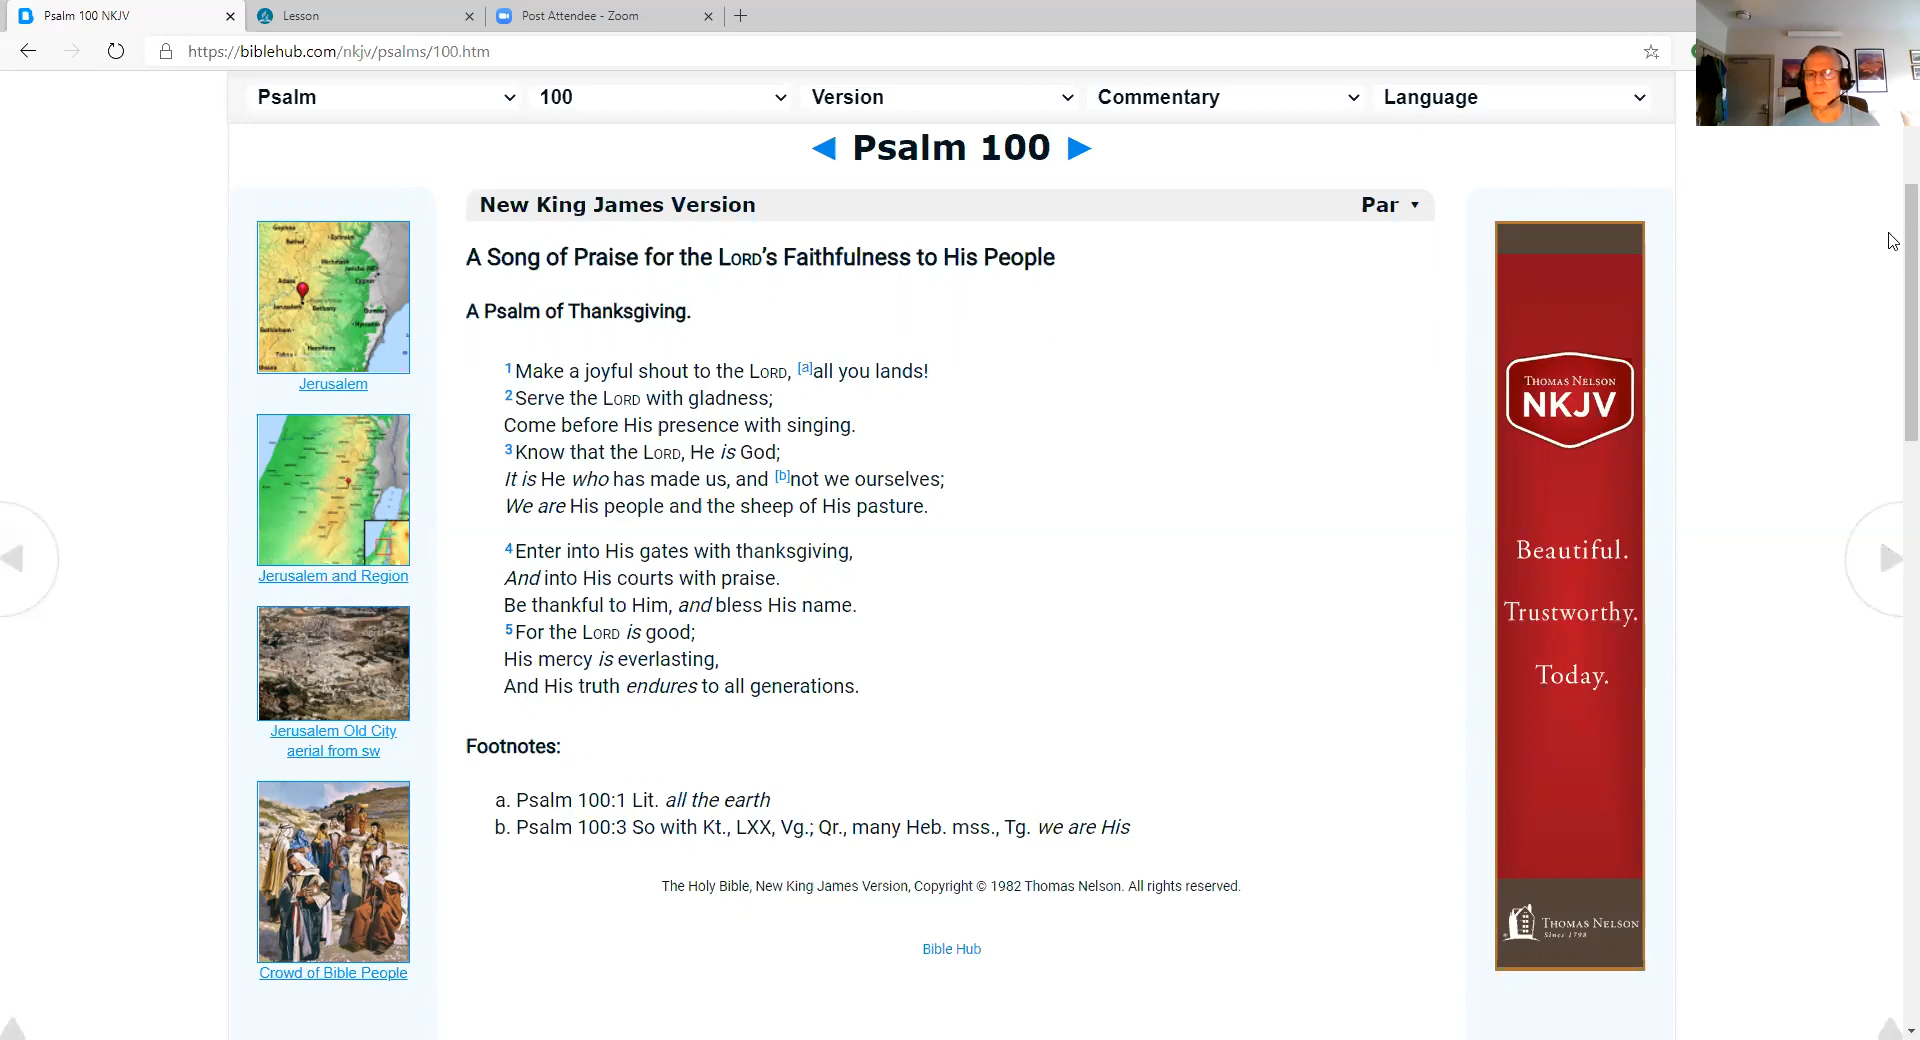 Psalm 100 NKJV
Lesson
Post Attendee - Zoom
https://biblehub.com/nkjv/psalms/100.htm
Psalm 100 Version Commentary Language
Psalm 100
New King James Version Par
A Song of Praise for the LORD's Faithfulness to His People
A Psalm of Thanksgiving.
1 Make a joyful shout to the LORD, [a]all you lands!
2 Serve the LORD with gladness;
Come before His presence with singing.
3 Know that the LORD, He is God;
It is He who has made us, and [b]not we ourselves;
We are His people and the sheep of His pasture.
4 Enter into His gates with thanksgiving,
And into His courts with praise.
Be thankful to Him, and bless His name.
5 For the LORD is good;
His mercy is everlasting,
And His truth endures to all generations.
Footnotes:
a. Psalm 100:1 Lit. all the earth
b. Psalm 100:3 So with Kt., LXX, Vg.; Qr., many Heb. mss., Tg. we are His
The Holy Bible, New King James Version, Copyright © 1982 Thomas Nelson. All rights reserved.
Bible Hub
Jerusalem
Jerusalem and Region
Jerusalem Old City
aerial from sw
Crowd of Bible People
THOMAS NELSON
NKJV
Beautiful.
Trustworthy.
Today.
THOMAS NELSON
Since 1798